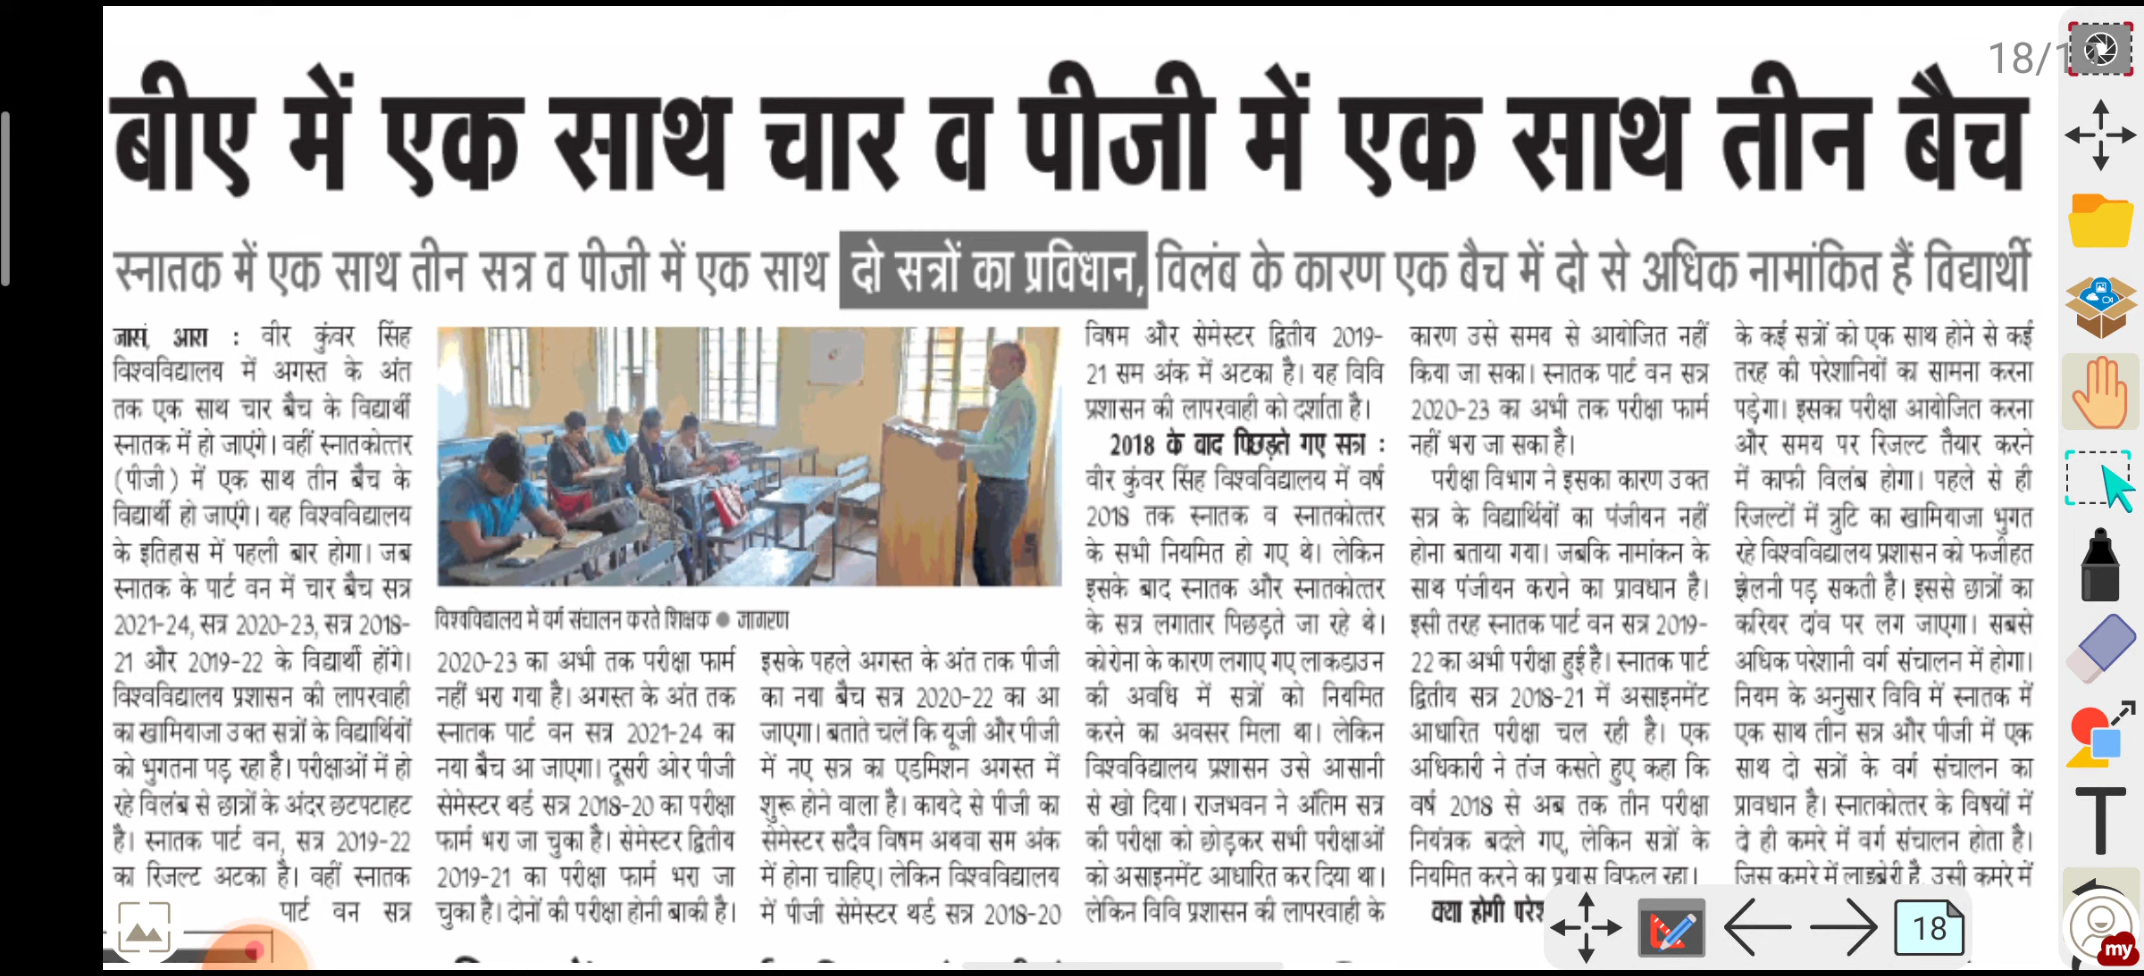 18/1
बीए में एक साथ चार व पीजी में एक साथ तीन बैच
स्नातक में एक साथ तीन सत्र व पीजी में एक साथ दो सत्रों का प्रविधान, विलंब के कारण एक बैच में दो से अधिक नामांकित हैं विद्यार्थी
जासं, आरा : वीर कुंवर सिंह
विश्वविद्यालय में अगस्त के अंत
तक एक साथ चार बैच के विद्यार्थी
स्नातक में हो जाएंगे। वहीं स्नातकोत्तर
(पीजी) में एक साथ तीन बैच के
विद्यार्थी हो जाएंगे। यह विश्वविद्यालय
के इतिहास में पहली बार होगा। जब
स्नातक के पार्ट वन में चार बैच सत्र
2021-24, सत्र 2020-23, सत्र 2018-
21 और 2019-22 के विद्यार्थी होंगे।
विश्वविद्यालय प्रशासन की लापरवाही
का खामियाजा उक्त सत्रों के विद्यार्थियों
को भुगतना पड़ रहा है। परीक्षाओं में हो
रहे विलंब से छात्रों के अंदर छटपटाहट
है। स्नातक पार्ट वन, सत्र 2019-22
का रिजल्ट अटका है। वहीं स्नातक
पार्ट वन सत्र
विश्वविद्यालय में वर्ग संचालन करते शिक्षक ● जागरण
2020-23 का अभी तक परीक्षा फार्म
नहीं भरा गया है। अगस्त के अंत तक
स्नातक पार्ट वन सत्र 2021-24 का
नया बैच आ जाएगा। दूसरी ओर पीजी
सेमेस्टर थर्ड सत्र 2018-20 का परीक्षा
फार्म भरा जा चुका है। सेमेस्टर द्वितीय
2019-21 का परीक्षा फार्म भरा जा
चुका है। दोनों की परीक्षा होनी बाकी है।
इसके पहले अगस्त के अंत तक पीजी
का नया बैच सत्र 2020-22 का आ
जाएगा। बताते चलें कि यूजी और पीजी
में नए सत्र का एडमिशन अगस्त में
शुरू होने वाला है। कायदे से पीजी का
सेमेस्टर सदैव विषम अथवा सम अंक
में होना चाहिए। लेकिन विश्वविद्यालय
में पीजी सेमेस्टर थर्ड सत्र 2018-20
विषम और सेमेस्टर द्वितीय 2019-
21 सम अंक में अटका है। यह विवि
प्रशासन की लापरवाही को दर्शाता है।
2018 के बाद पिछड़ते गए सत्र :
वीर कुंवर सिंह विश्वविद्यालय में वर्ष
2018 तक स्नातक व स्नातकोत्तर
के सभी नियमित हो गए थे। लेकिन
इसके बाद स्नातक और स्नातकोत्तर
के सत्र लगातार पिछड़ते जा रहे थे।
कोरोना के कारण लगाए गए लाकडाउन
की अवधि में सत्रों को नियमित
करने का अवसर मिला था। लेकिन
विश्वविद्यालय प्रशासन उसे आसानी
से खो दिया। राजभवन ने अंतिम सत्र
की परीक्षा को छोड़कर सभी परीक्षाओं
को असाइनमेंट आधारित कर दिया था।
लेकिन विवि प्रशासन की लापरवाही के
कारण उसे समय से आयोजित नहीं
किया जा सका। स्नातक पार्ट वन सत्र
2020-23 का अभी तक परीक्षा फार्म
नहीं भरा जा सका है।
परीक्षा विभाग ने इसका कारण उक्त
सत्र के विद्यार्थियों का पंजीयन नहीं
होना बताया गया। जबकि नामांकन के
साथ पंजीयन कराने का प्रावधान है।
इसी तरह स्नातक पार्ट वन सत्र 2019-
22 का अभी परीक्षा हुई है। स्नातक पार्ट
द्वितीय सत्र 2018-21 में असाइनमेंट
आधारित परीक्षा चल रही है। एक
अधिकारी ने तंज कसते हुए कहा कि
वर्ष 2018 से अब तक तीन परीक्षा
नियंत्रक बदले गए, लेकिन सत्रों के
नियमित करने का प्रयास विफल रहा।
क्या होगी परेश
के कई सत्रों को एक साथ होने से कई
तरह की परेशानियों का सामना करना
पड़ेगा। इसका परीक्षा आयोजित करना
और समय पर रिजल्ट तैयार करने
में काफी विलंब होगा। पहले से ही
रिजल्टों में त्रुटि का खामियाजा भुगत
रहे विश्वविद्यालय प्रशासन को फजीहत
झेलनी पड़ सकती है। इससे छात्रों का
करियर दांव पर लग जाएगा। सबसे
अधिक परेशानी वर्ग संचालन में होगा।
नियम के अनुसार विवि में स्नातक में
एक साथ तीन सत्र और पीजी में एक
साथ दो सत्रों के वर्ग संचालन का
प्रावधान है। स्नातकोत्तर के विषयों में
दे ही कमरे में वर्ग संचालन होता है।
जिस कमरे में लाइब्रेरी है, उसी कमरे में
18
T
my